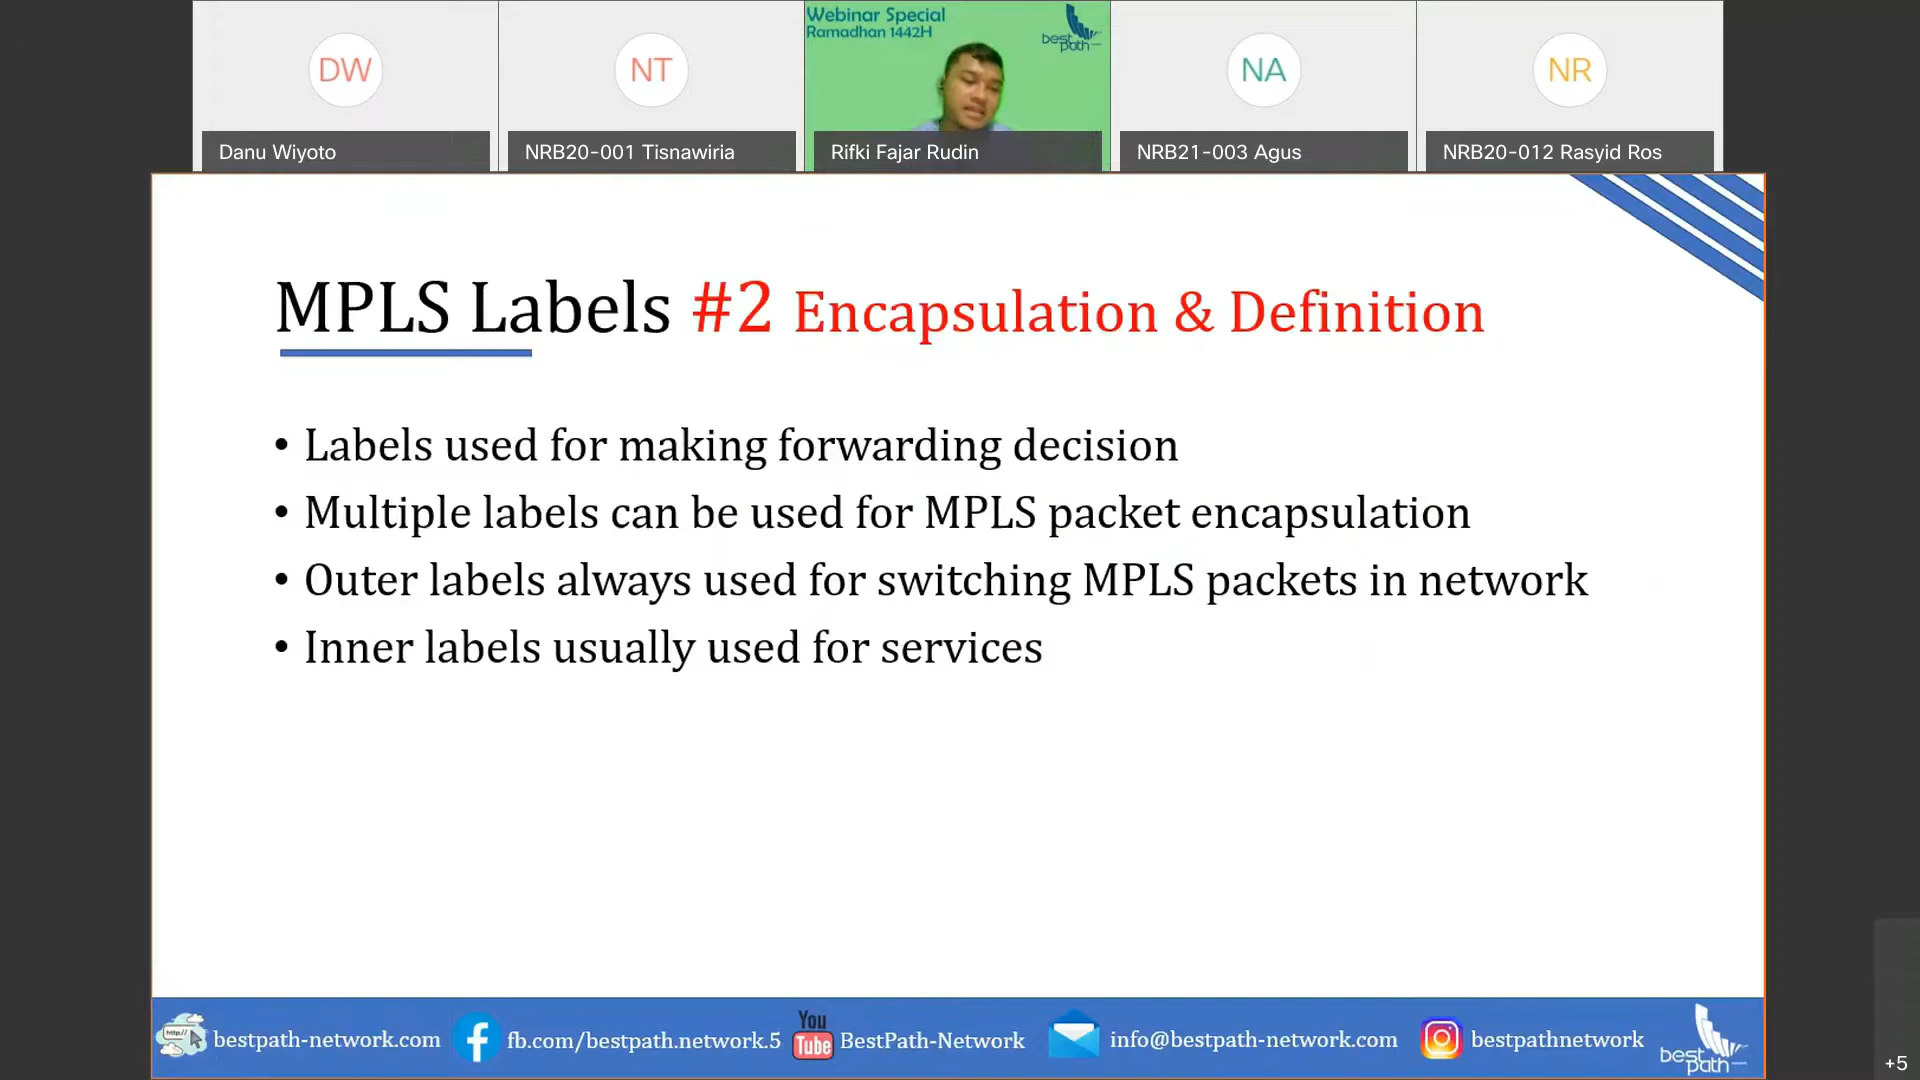 Webinar Special
Ramadhan 1442H
best
path
DW
NT
NA
NR
Danu Wiyoto
NRB20-001 Tisnawiria
Rifki Fajar Rudin
NRB21-003 Agus
NRB20-012 Rasyid Ros
MPLS Labels #2 Encapsulation & Definition
• Labels used for making forwarding decision
• Multiple labels can be used for MPLS packet encapsulation
• Outer labels always used for switching MPLS packets in network
• Inner labels usually used for services
http://
bestpath-network.com
fb.com/bestpath.network.5
You
Tube
BestPath-Network
info@bestpath-network.com
bestpathnetwork
best
path
+5